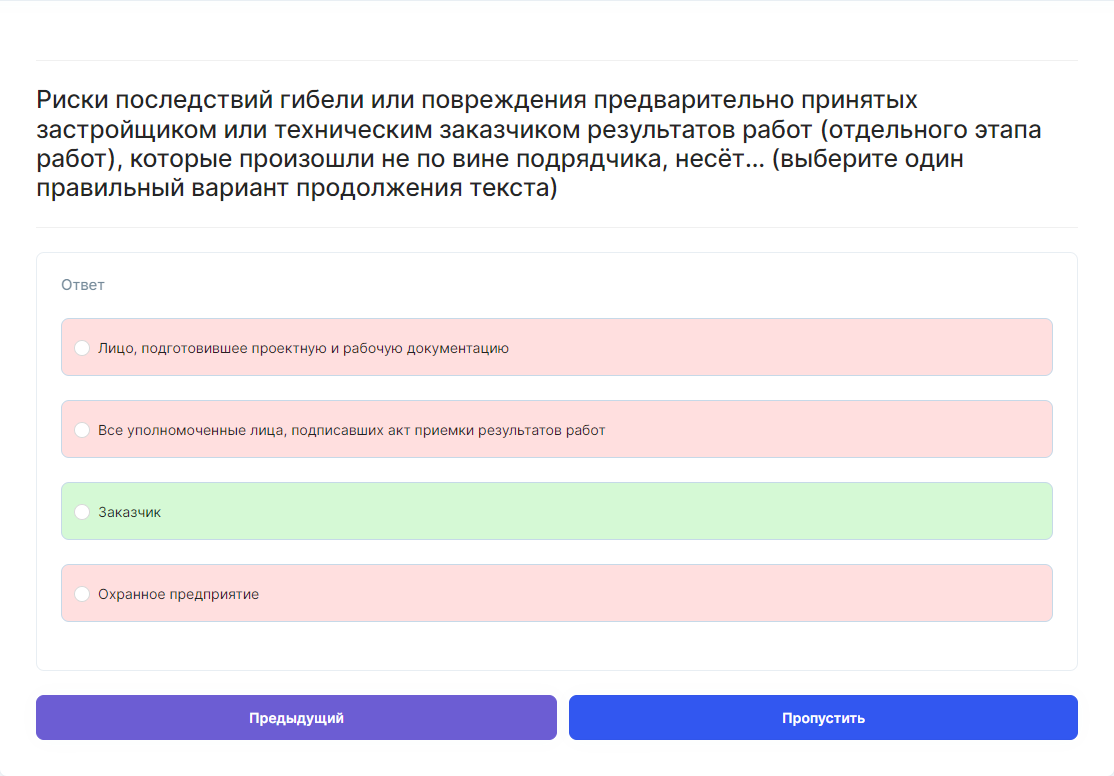 Риски последствий гибели или повреждения предварительно принятых
застройщиком или техническим заказчиком результатов работ (отдельного этапа
работ), которые произошли не по вине подрядчика, несёт... (выберите один
правильный вариант продолжения текста)
Ответ
Лицо, подготовившее проектную и рабочую документацию
Все уполномоченные лица, подписавших акт приемки результатов работ
Заказчик
Охранное предприятие
Предыдущий
Пропустить